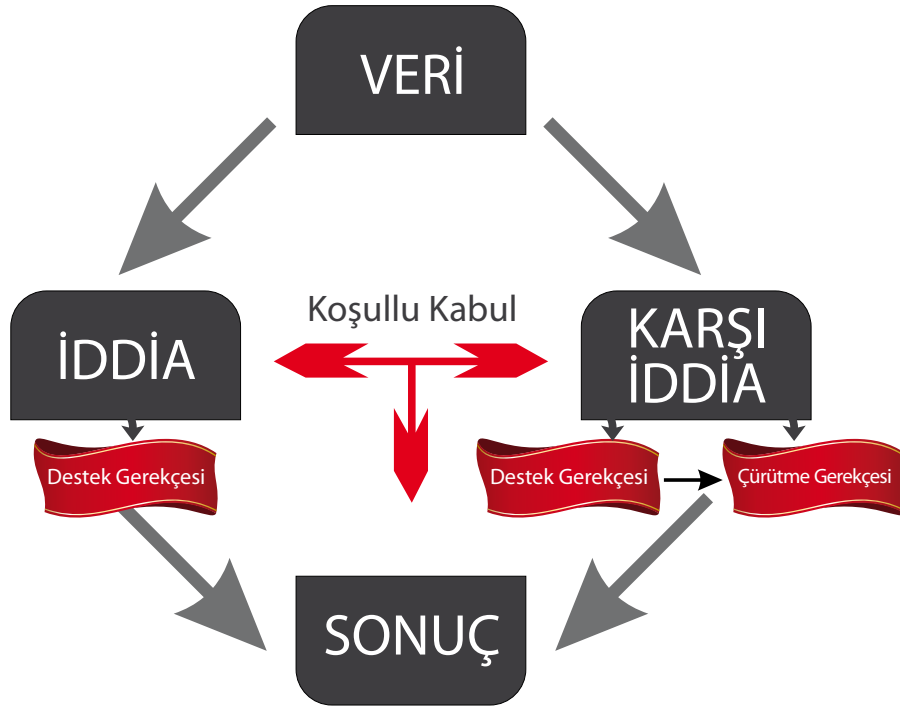 VERİ
Koşullu Kabul
İDDİA
KARŞI
İDDİA
Destek Gerekçesi
Destek Gerekçesi
Çürütme Gerekçesi
SONUÇ